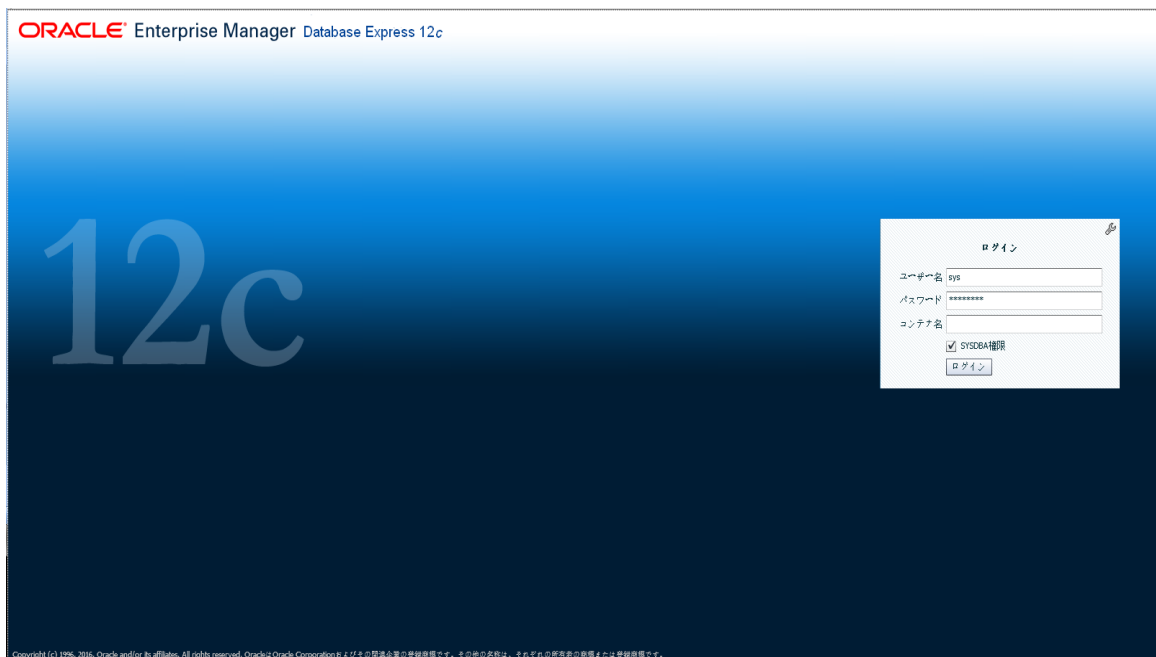 ORACLE® Enterprise Manager Database Express 12c
12c
ログイン
ユーザー名 sys
パスワード ********
コンテナ名
SYSDBA権限
ログイン
Copyright (c) 1996, 2016, Oracle and/or its affiliates. All rights reserved. OracleはOracle Corporationおよびその関連企業の登録商標です。その他の名称は、それぞれの所有者の商標または登録商標です。